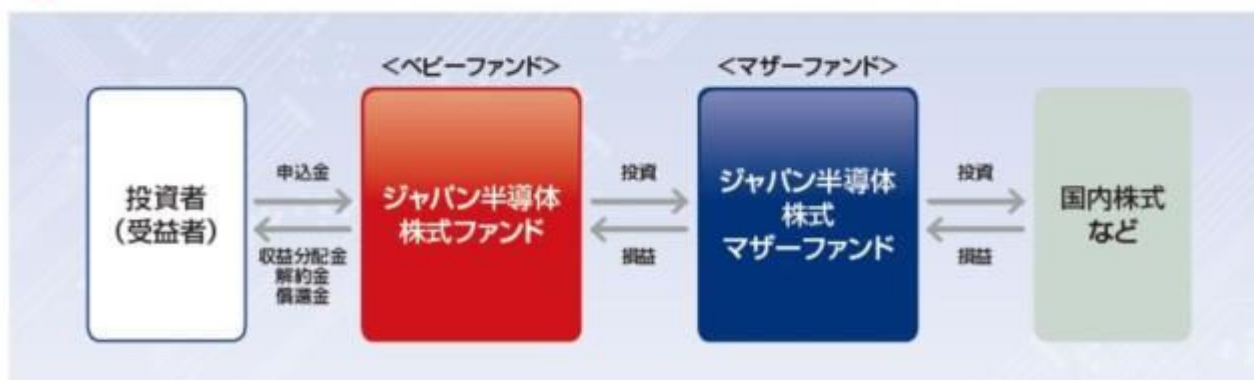 <ベビーファンド>
<マザーファンド>
投資者
(受益者)
申込金
収益分配金
解約金
償還金
ジャパン半導体
株式ファンド
投資
損益
ジャパン半導体
株式
マザーファンド
投資
損益
国内株式
など